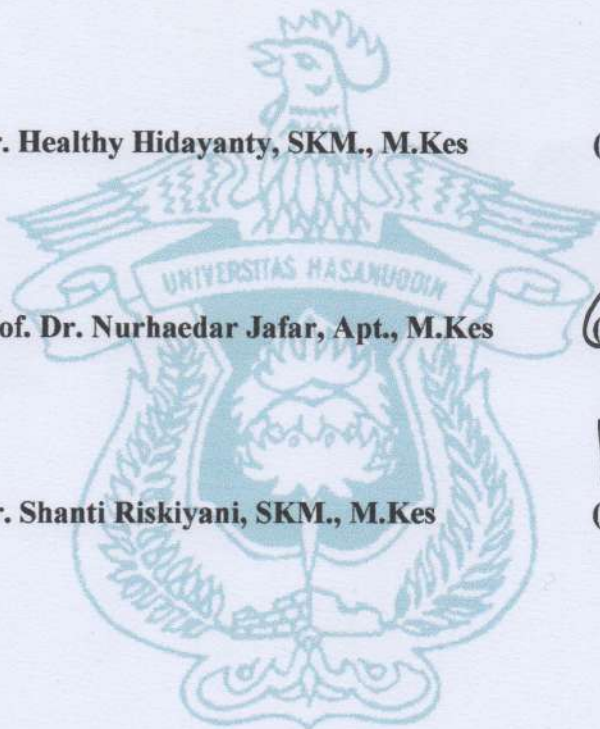 r. Healthy Hidayanty, SKM., M.Kes (
UNIVERSITAS HASANUDDIN
of. Dr. Nurhaedar Jafar, Apt., M.Kes (
r. Shanti Riskiyani, SKM., M.Kes (